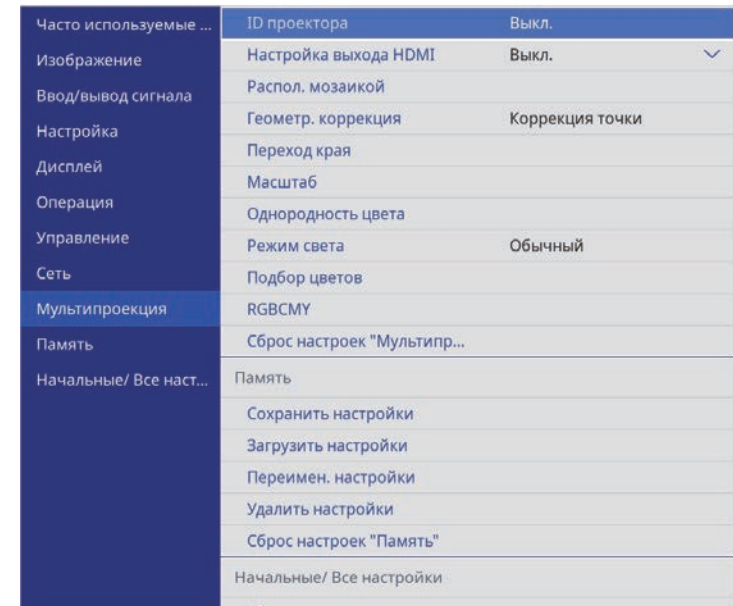 Часто используемые ...
Изображение
Ввод/вывод сигнала
Настройка
Дисплей
Операция
Управление
Сеть
Мультипроекция
Память
Начальные/ Все наст...
ID проектора Выкл.
Настройка выхода HDMI Выкл.
Распол. мозаикой
Геометр. коррекция Коррекция точки
Переход края
Масштаб
Однородность цвета
Режим света Обычный
Подбор цветов
RGBCMY
Сброс настроек "Мультипр...
Память
Сохранить настройки
Загрузить настройки
Переимен. настройки
Удалить настройки
Сброс настроек "Память"
Начальные/ Все настройки